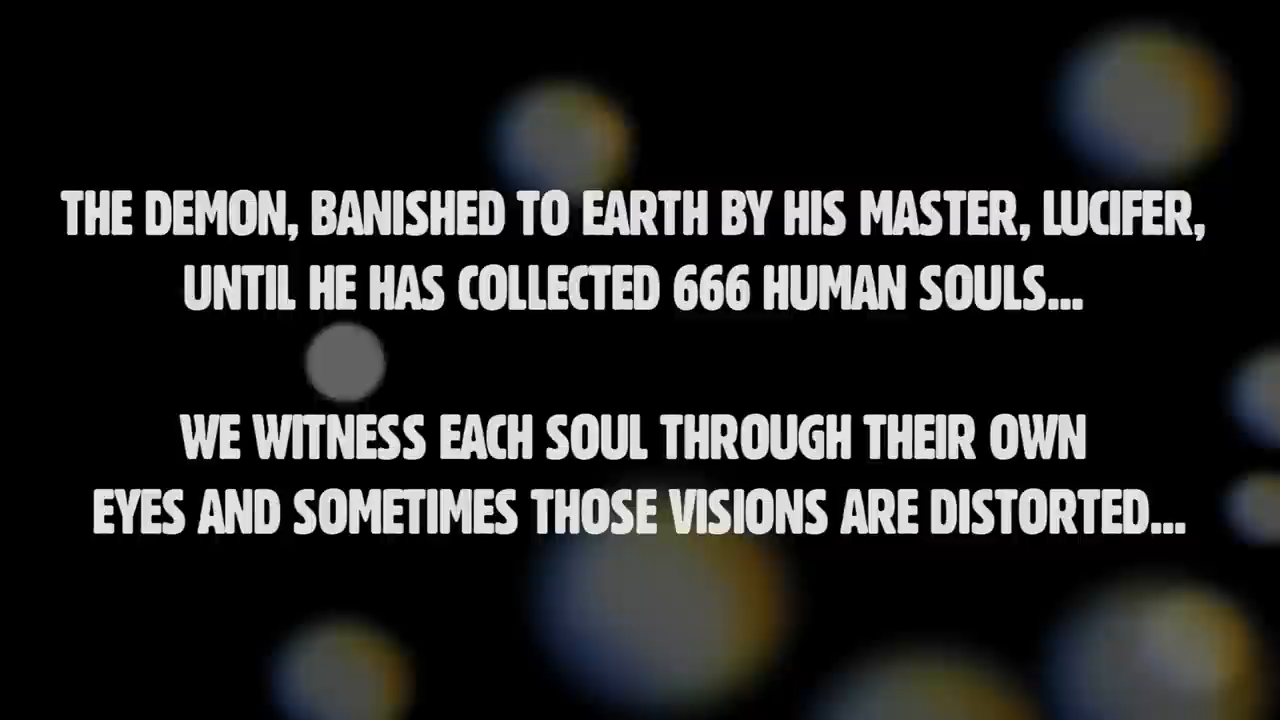 THE DEMON, BANISHED TO EARTH BY HIS MASTER, LUCIFER,
UNTIL HE HAS COLLECTED 666 HUMAN SOULS...
WE WITNESS EACH SOUL THROUGH THEIR OWN
EYES AND SOMETIMES THOSE VISIONS ARE DISTORTED...